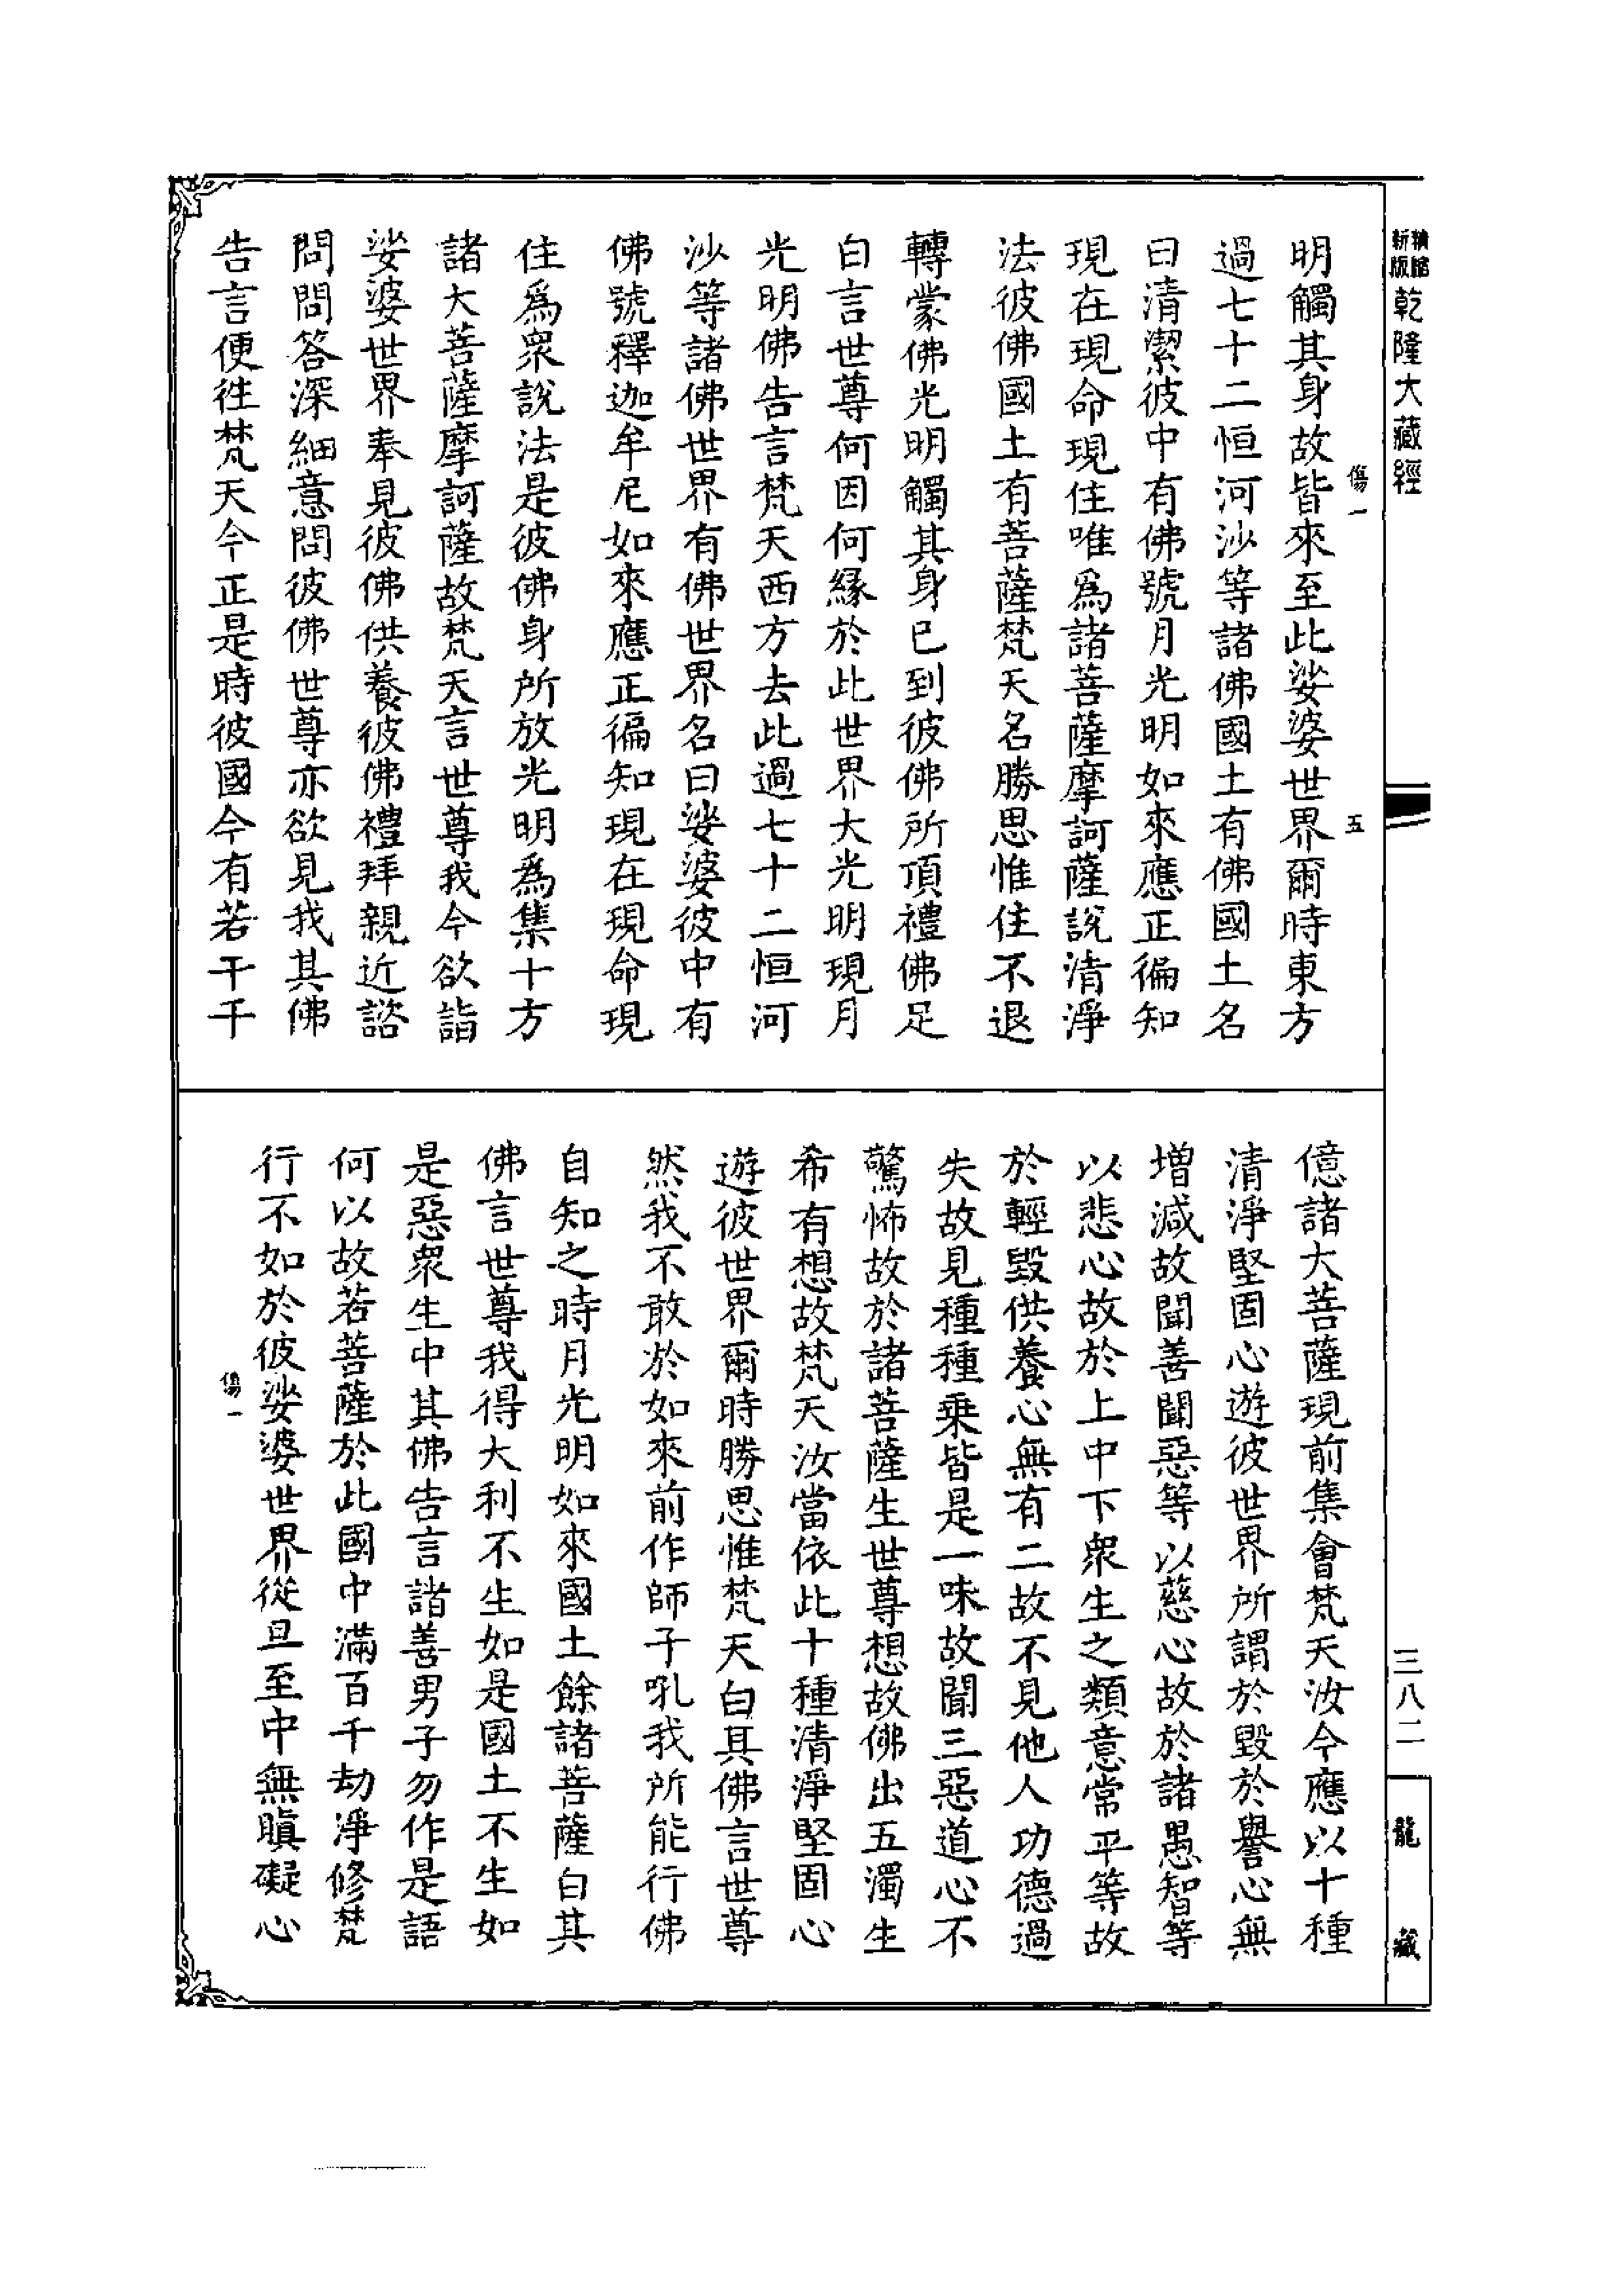 精縮新版乾隆大藏經
傷一
五
明觸其身故皆來至此娑婆世界爾時東方
過七十二恒河沙等諸佛國土有佛國土名
曰清潔彼中有佛號月光明如來應正徧知
現在現命現住唯爲諸菩薩摩訶薩說清淨
法彼佛國土有菩薩梵天名勝思惟住不退
轉蒙佛光明觸其身已到彼佛所頂禮佛足
白言世尊何因何緣於此世界大光明現月
光明佛告言梵天西方去此過七十二恒河
沙等諸佛世界有佛世界名曰娑婆彼中有
佛號釋迦牟尼如來應正徧知現在現命現
住爲衆說法是彼佛身所放光明爲集十方
諸大菩薩摩訶薩故梵天言世尊我今欲詣
娑婆世界奉見彼佛供養彼佛禮拜親近諮
問問答深細意問彼佛世尊亦欲見我其佛
告言便往梵天今正是時彼國今有若干千
億諸大菩薩現前集會梵天汝今應以十種
清淨堅固心遊彼世界所謂於毀於譽心無
增減故聞善聞惡等以慈心故於諸愚智等
以悲心故於上中下衆生之類意常平等故
於輕毀供養心無有二故不見他人功德過
失故見種種乘皆是一味故聞三惡道心不
驚怖故於諸菩薩生世尊想故佛出五濁生
希有想故梵天汝當依此十種清淨堅固心
遊彼世界爾時勝思惟梵天白其佛言世尊
然我不敢於如來前作師子吼我所能行佛
自知之時月光明如來國土餘諸菩薩白其
佛言世尊我得大利不生如是國土不生如
是惡衆生中其佛告言諸善男子勿作是語
何以故若菩薩於此國中滿百千劫淨修梵
行不如於彼娑婆世界從旦至中無瞋礙心
傷一
三八二
龍藏